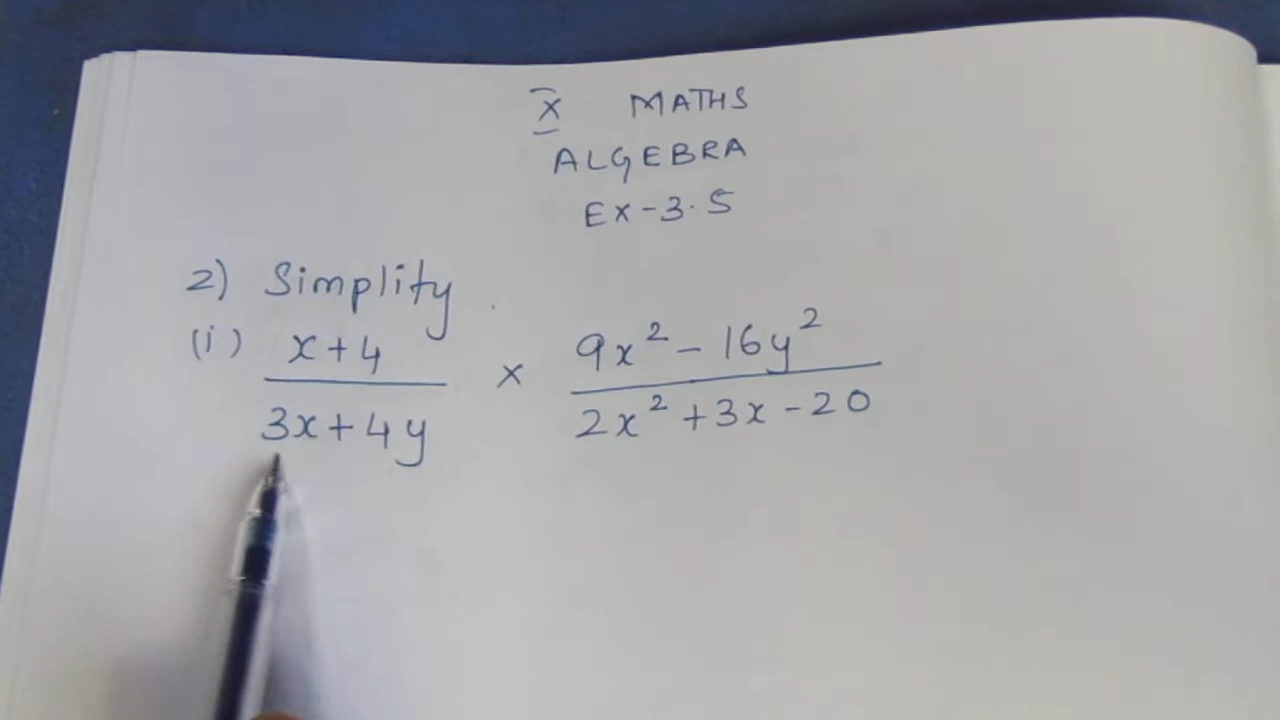 X MATHS
ALGEBRA
EX-3.5
2) Simplify
(i) x+4 / 3x+4y × 9x² - 16y² / 2x² + 3x - 20